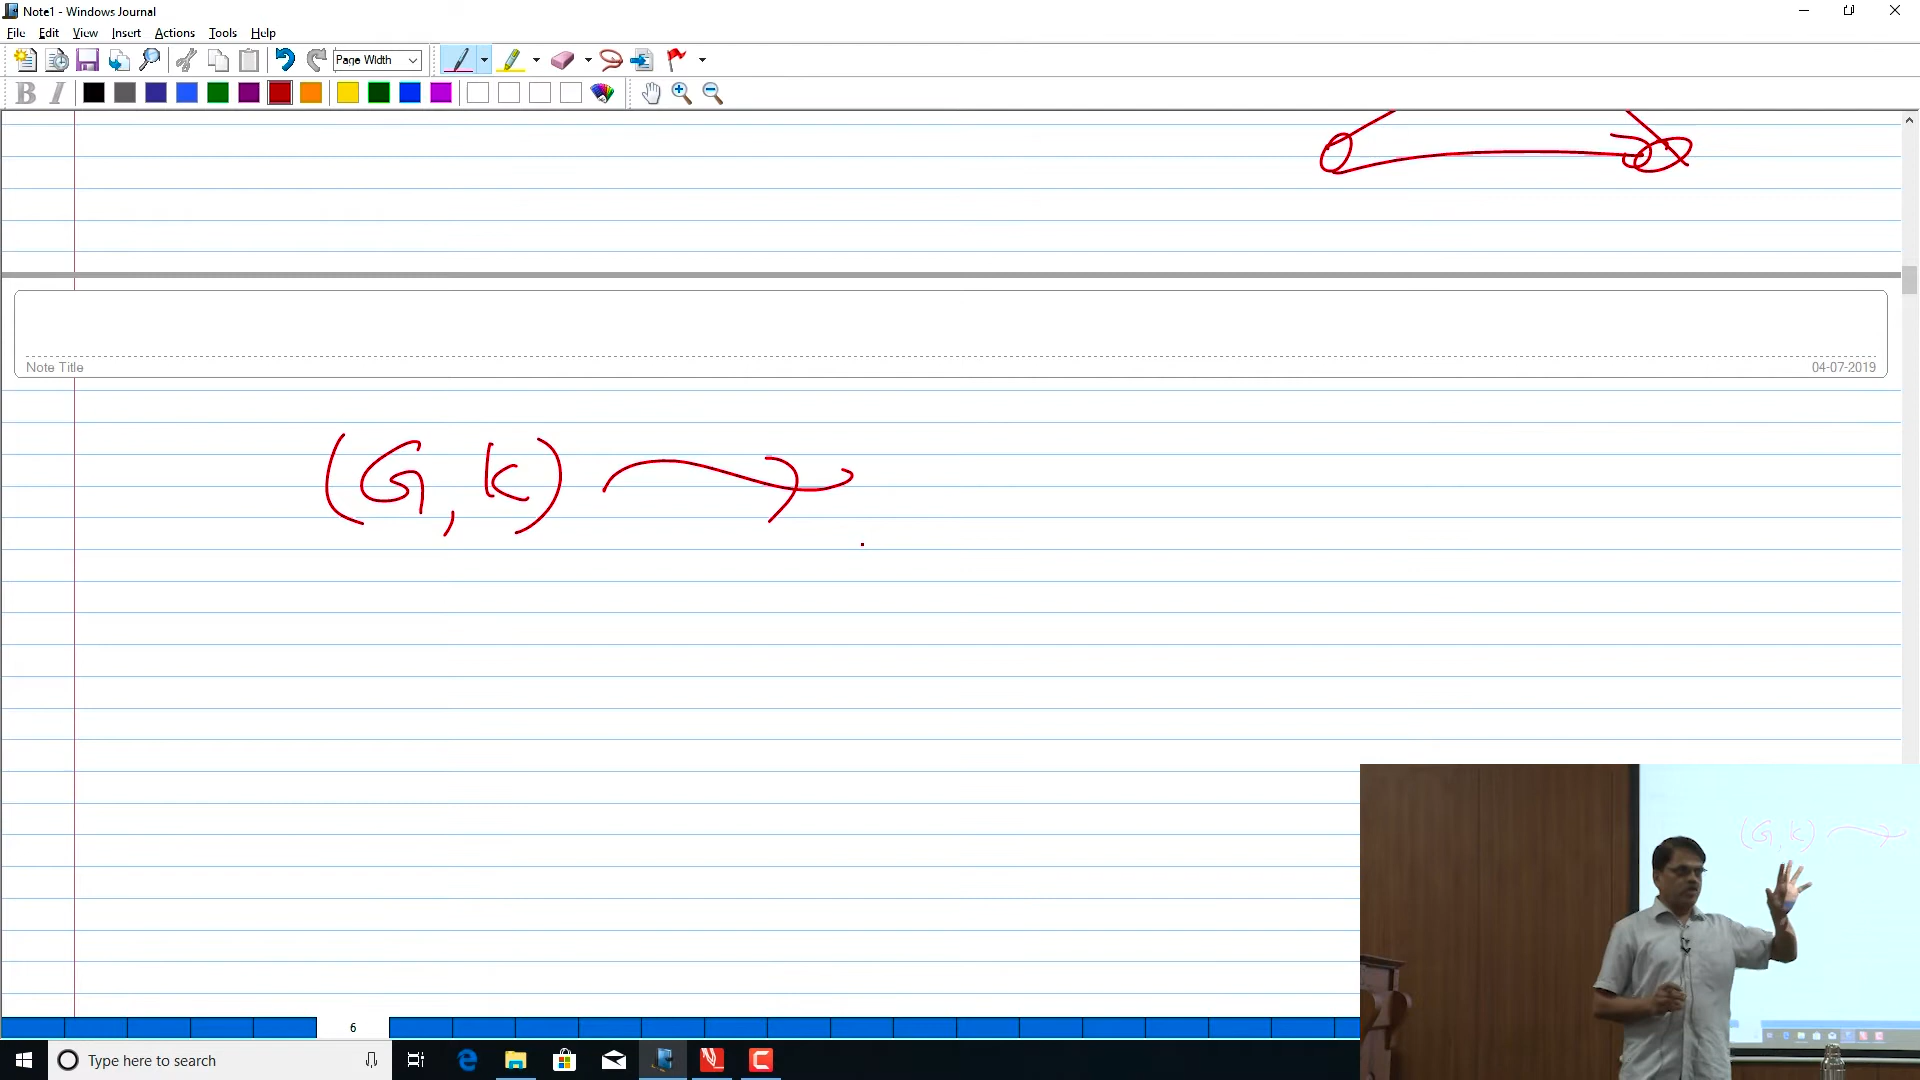 Note1 - Windows Journal
File Edit View Insert Actions Tools Help
Page Width
B I
Note Title
04-07-2019
(G, k)
(G, k)
6
Type here to search